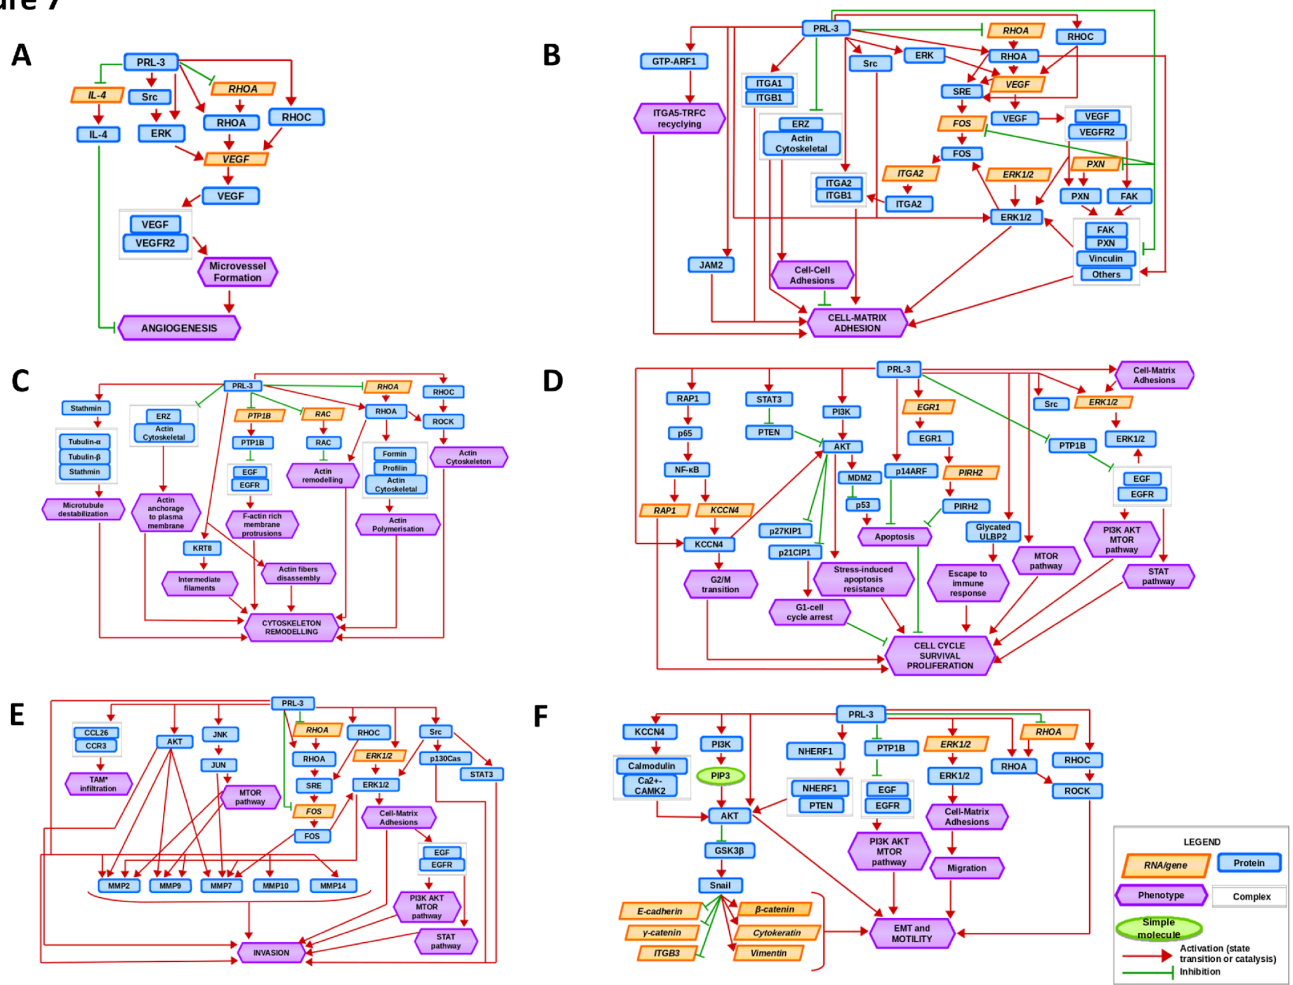 A
PRL-3
IL-4
Src
RHOA
IL-4
ERK
RHOA
RHOC
VEGF
VEGF
VEGF
VEGFR2
Microvessel
Formation
ANGIOGENESIS
B
PRL-3
RHOA
RHOC
GTP-ARF1
Src
ERK
RHOA
ITGA1
ITGB1
SRE
VEGF
ITGA5-TRFC
recyclying
ERZ
Actin
Cytoskeletal
FOS
VEGF
VEGF
VEGFR2
FOS
ITGA2
ERK1/2
PXN
ITGA2
ITGB1
ITGA2
ERK1/2
PXN
FAK
FAK
PXN
Vinculin
Others
JAM2
Cell-Cell
Adhesions
CELL-MATRIX
ADHESION
C
PRL-3
RHOA
RHOC
Stathmin
ERZ
Actin
Cytoskeletal
PTP1B
RAC
RHOA
ROCK
Tubulin-α
Tubulin-β
Stathmin
PTP1B
RAC
Formin
Profilin
Actin
Cytoskeletal
Actin
Cytoskeleton
EGF
EGFR
Actin
remodelling
Microtubule
destabilization
Actin
anchorage
to plasma
membrane
F-actin rich
membrane
protrusions
Actin
Polymerisation
KRT8
Intermediate
filaments
Actin fibers
disassembly
CYTOSKELETON
REMODELLING
D
PRL-3
Cell-Matrix
Adhesions
RAP1
STAT3
PI3K
EGR1
Src
ERK1/2
p65
PTEN
AKT
EGR1
PTP1B
ERK1/2
NF-κB
MDM2
p14ARF
PIRH2
EGF
EGFR
RAP1
KCCN4
p53
PIRH2
p27KIP1
Apoptosis
Glycated
ULBP2
PI3K AKT
MTOR
pathway
KCCN4
p21CIP1
MTOR
pathway
G2/M
transition
Stress-induced
apoptosis
resistance
Escape to
immune
response
STAT
pathway
G1-cell
cycle arrest
CELL CYCLE
SURVIVAL
PROLIFERATION
E
PRL-3
CCL26
CCR3
AKT
JNK
RHOA
RHOC
Src
JUN
RHOA
ERK1/2
p130Cas
STAT3
TAM*
infiltration
MTOR
pathway
SRE
ERK1/2
FOS
Cell-Matrix
Adhesions
FOS
EGF
EGFR
MMP2
MMP9
MMP7
MMP10
MMP14
PI3K AKT
MTOR
pathway
STAT
pathway
INVASION
F
PRL-3
KCCN4
PI3K
NHERF1
PTP1B
ERK1/2
RHOA
RHOC
Calmodulin
Ca2+-
CAMK2
PIP3
NHERF1
PTEN
EGF
EGFR
ERK1/2
RHOA
ROCK
AKT
Cell-Matrix
Adhesions
GSK3β
PI3K AKT
MTOR
pathway
Snail
Migration
E-cadherin
β-catenin
γ-catenin
Cytokeratin
ITGB3
Vimentin
EMT and
MOTILITY
LEGEND
RNA/gene
Protein
Phenotype
Complex
Simple
molecule
Activation (state
transition or catalysis)
Inhibition